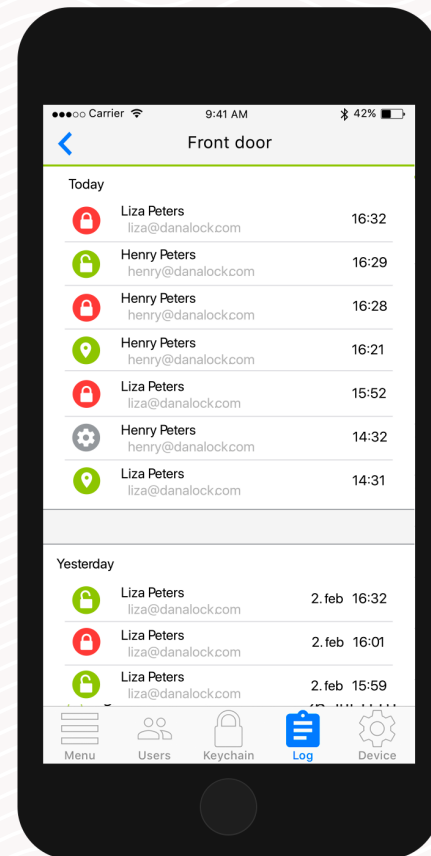 Carrier 9:41 AM 42%
Front door
Today
Liza Peters
liza@danalock.com
16:32
Henry Peters
henry@danalock.com
16:29
Henry Peters
henry@danalock.com
16:28
Henry Peters
henry@danalock.com
16:21
Liza Peters
liza@danalock.com
15:52
Henry Peters
henry@danalock.com
14:32
Liza Peters
liza@danalock.com
14:31
Yesterday
Liza Peters
liza@danalock.com
2. feb 16:32
Liza Peters
liza@danalock.com
2. feb 16:01
Liza Peters
liza@danalock.com
2. feb 15:59
Menu Users Keychain Log Device